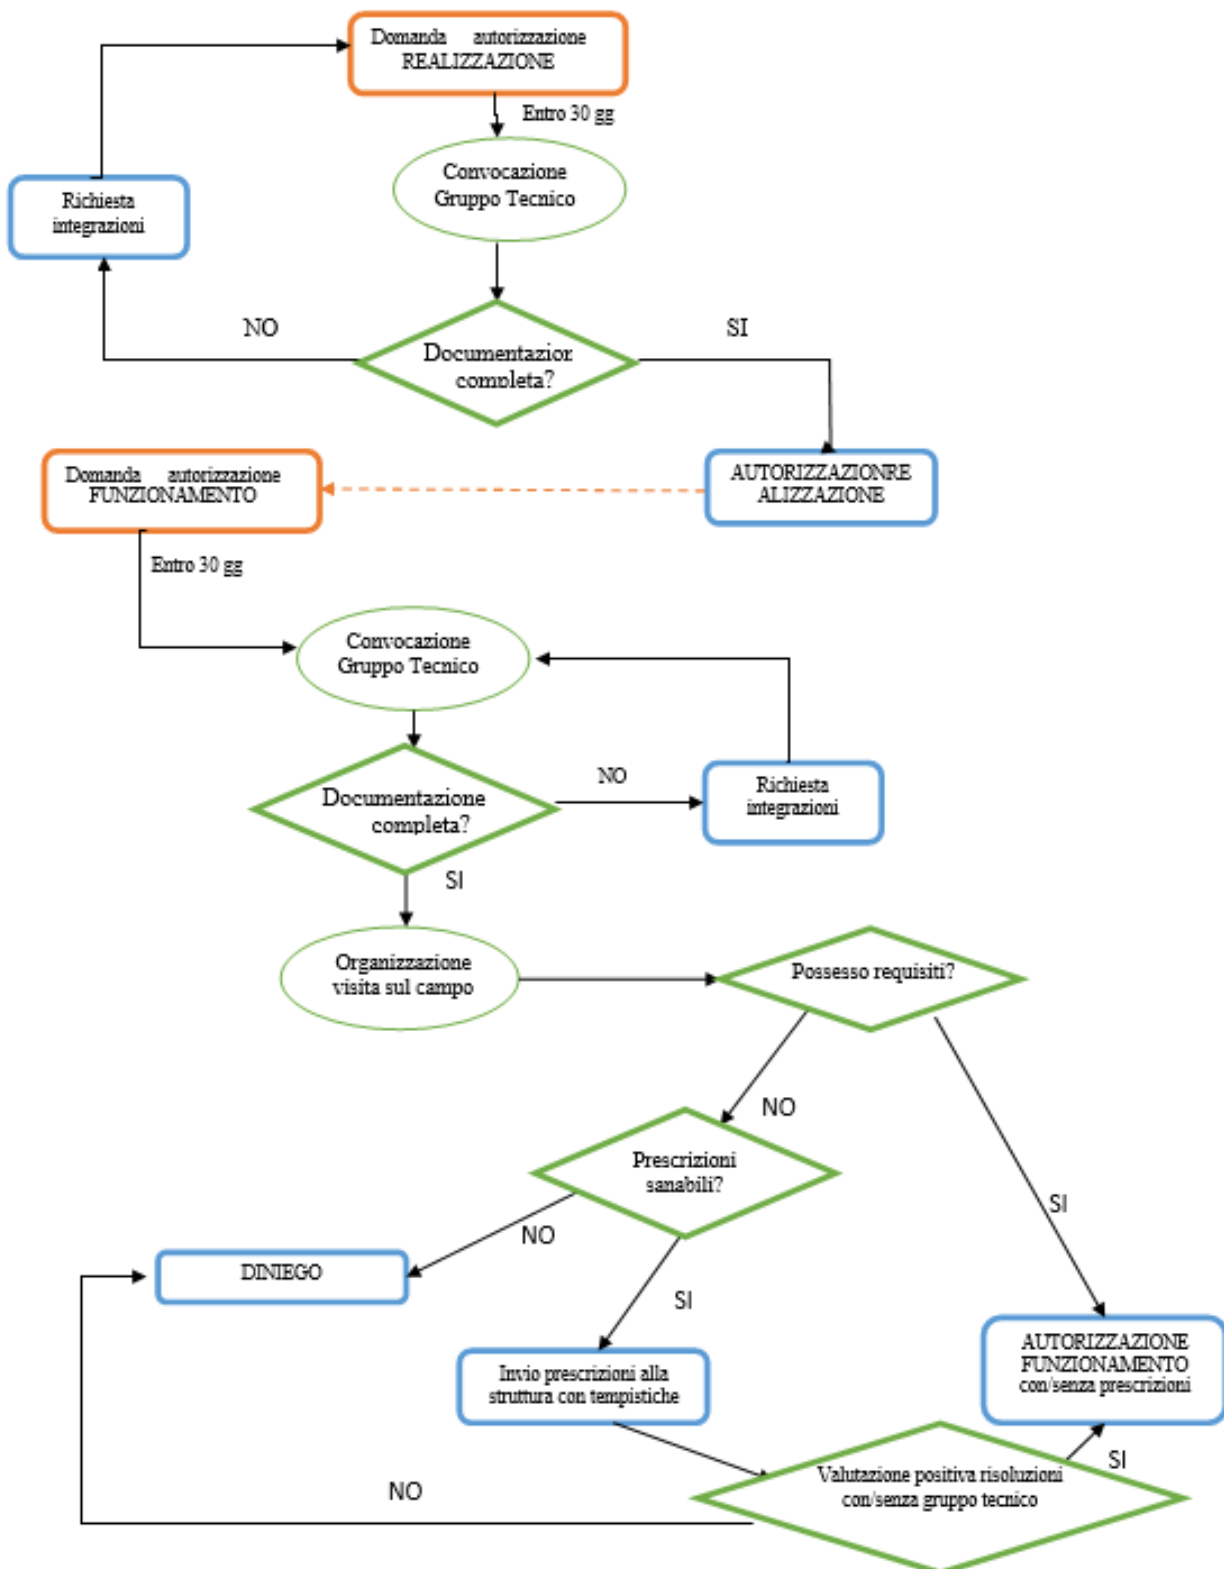 Domanda autorizzazione
REALIZZAZIONE
Entro 30 gg
Convocazione
Gruppo Tecnico
Richiesta
integrazioni
NO
SI
Documentazior
completa?
Domanda autorizzazione
FUNZIONAMENTO
AUTORIZZAZIONRE
ALIZZAZIONE
Entro 30 gg
Convocazione
Gruppo Tecnico
Documentazione
completa?
NO
Richiesta
integrazioni
SI
Organizzazione
visita sul campo
Possesso requisiti?
NO
Prescrizioni
sanabili?
SI
NO
DINIEGO
SI
Invio prescrizioni alla
struttura con tempistiche
AUTORIZZAZIONE
FUNZIONAMENTO
con/senza prescrizioni
SI
Valutazione positiva risoluzioni
con/senza gruppo tecnico
NO